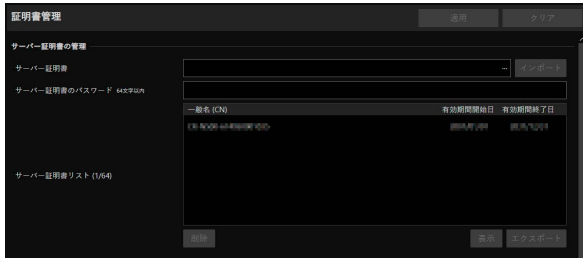 証明書管理
適用 クリア
サーバー証明書の管理
サーバー証明書 ... インポート
サーバー証明書のパスワード 64文字以内
一般名 (CN) 有効期間開始日 有効期間終了日
サーバー証明書リスト (1/64)
削除 表示 エクスポート